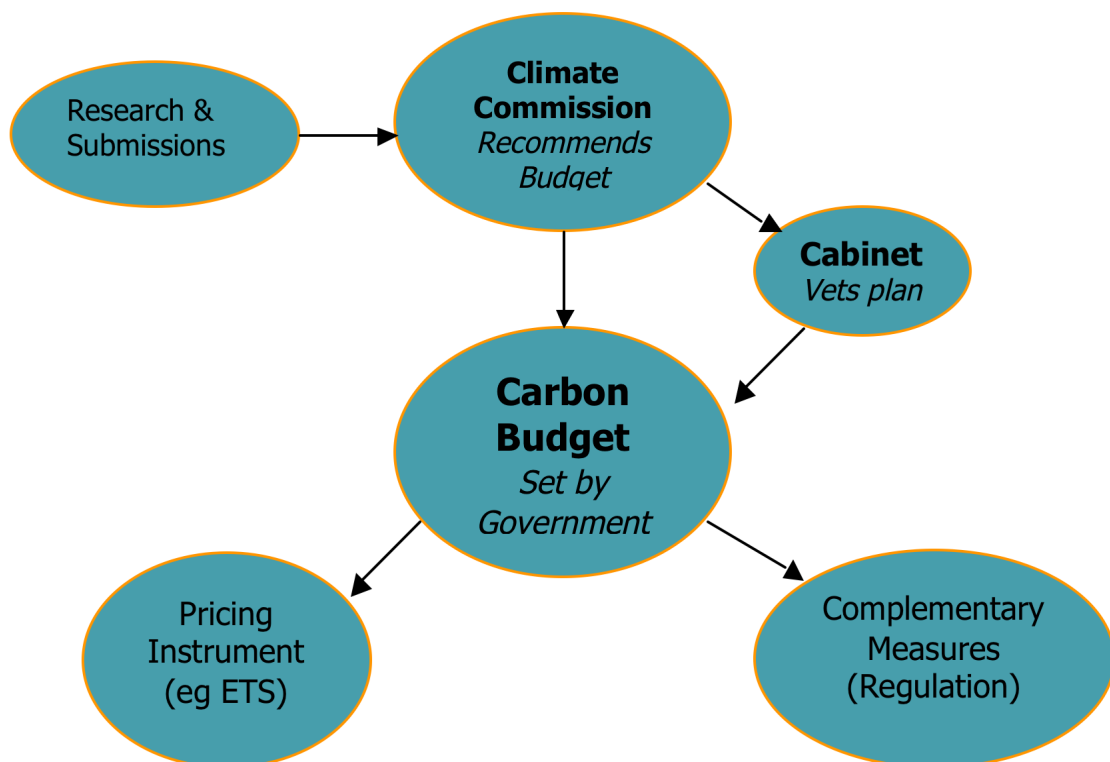 Research &
Submissions
Climate
Commission
Recommends
Budget
Cabinet
Vets plan
Carbon
Budget
Set by
Government
Pricing
Instrument
(eg ETS)
Complementary
Measures
(Regulation)